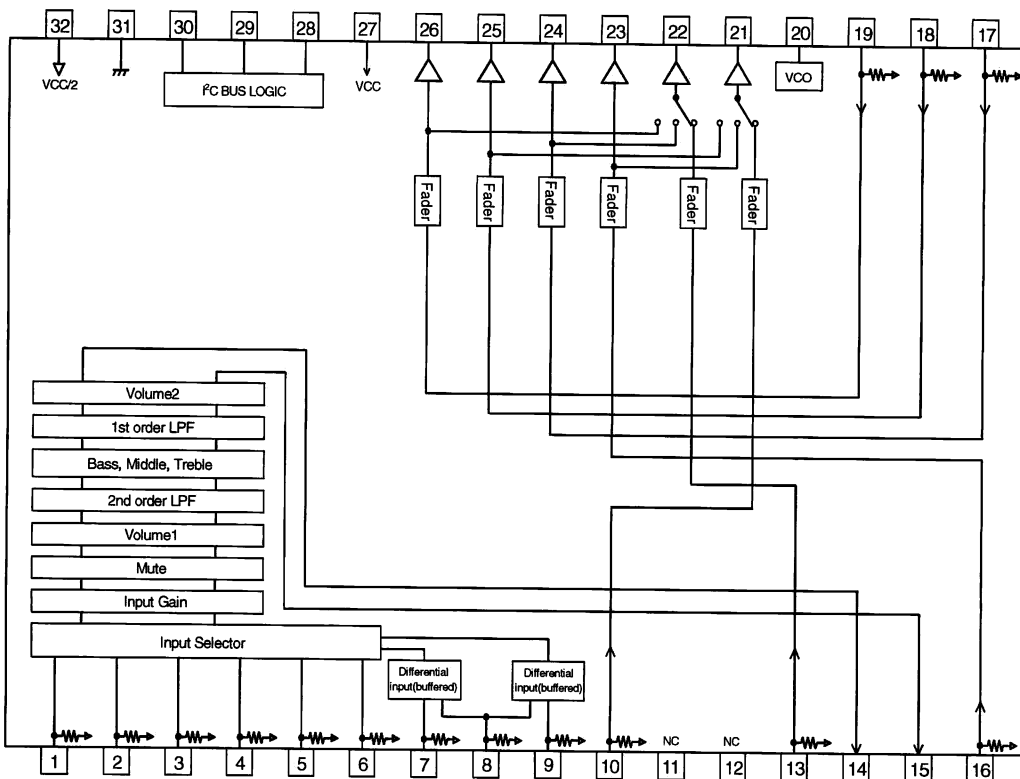 32 31 30 29 28 27 26 25 24 23 22 21 20 19 18 17
VCC/2
I²C BUS LOGIC
VCC
VCO
Fader Fader Fader Fader Fader Fader
Volume2
1st order LPF
Bass, Middle, Treble
2nd order LPF
Volume1
Mute
Input Gain
Input Selector
Differential
input(buffered)
Differential
input(buffered)
NC NC
1 2 3 4 5 6 7 8 9 10 11 12 13 14 15 16